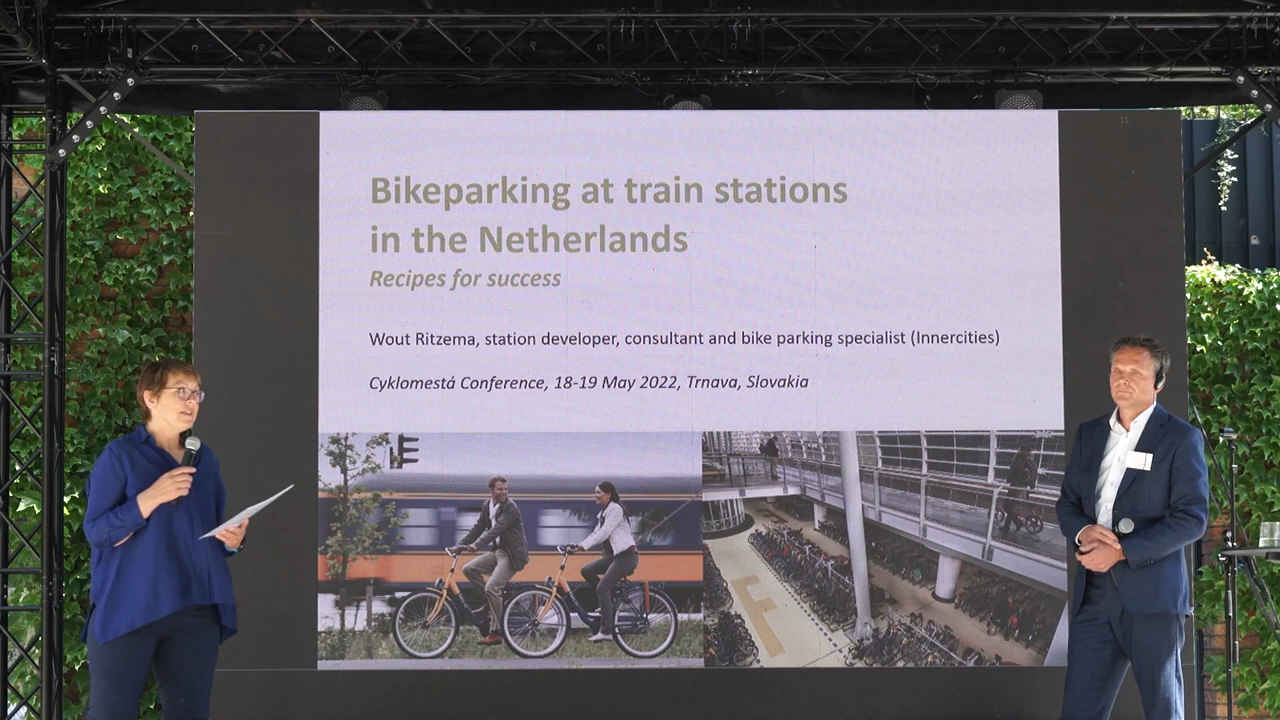 11
Bikeparking at train stations
in the Netherlands
Recipes for success
Wout Ritzema, station developer, consultant and bike parking specialist (Innercities)
Cyklomestá Conference, 18-19 May 2022, Trnava, Slovakia